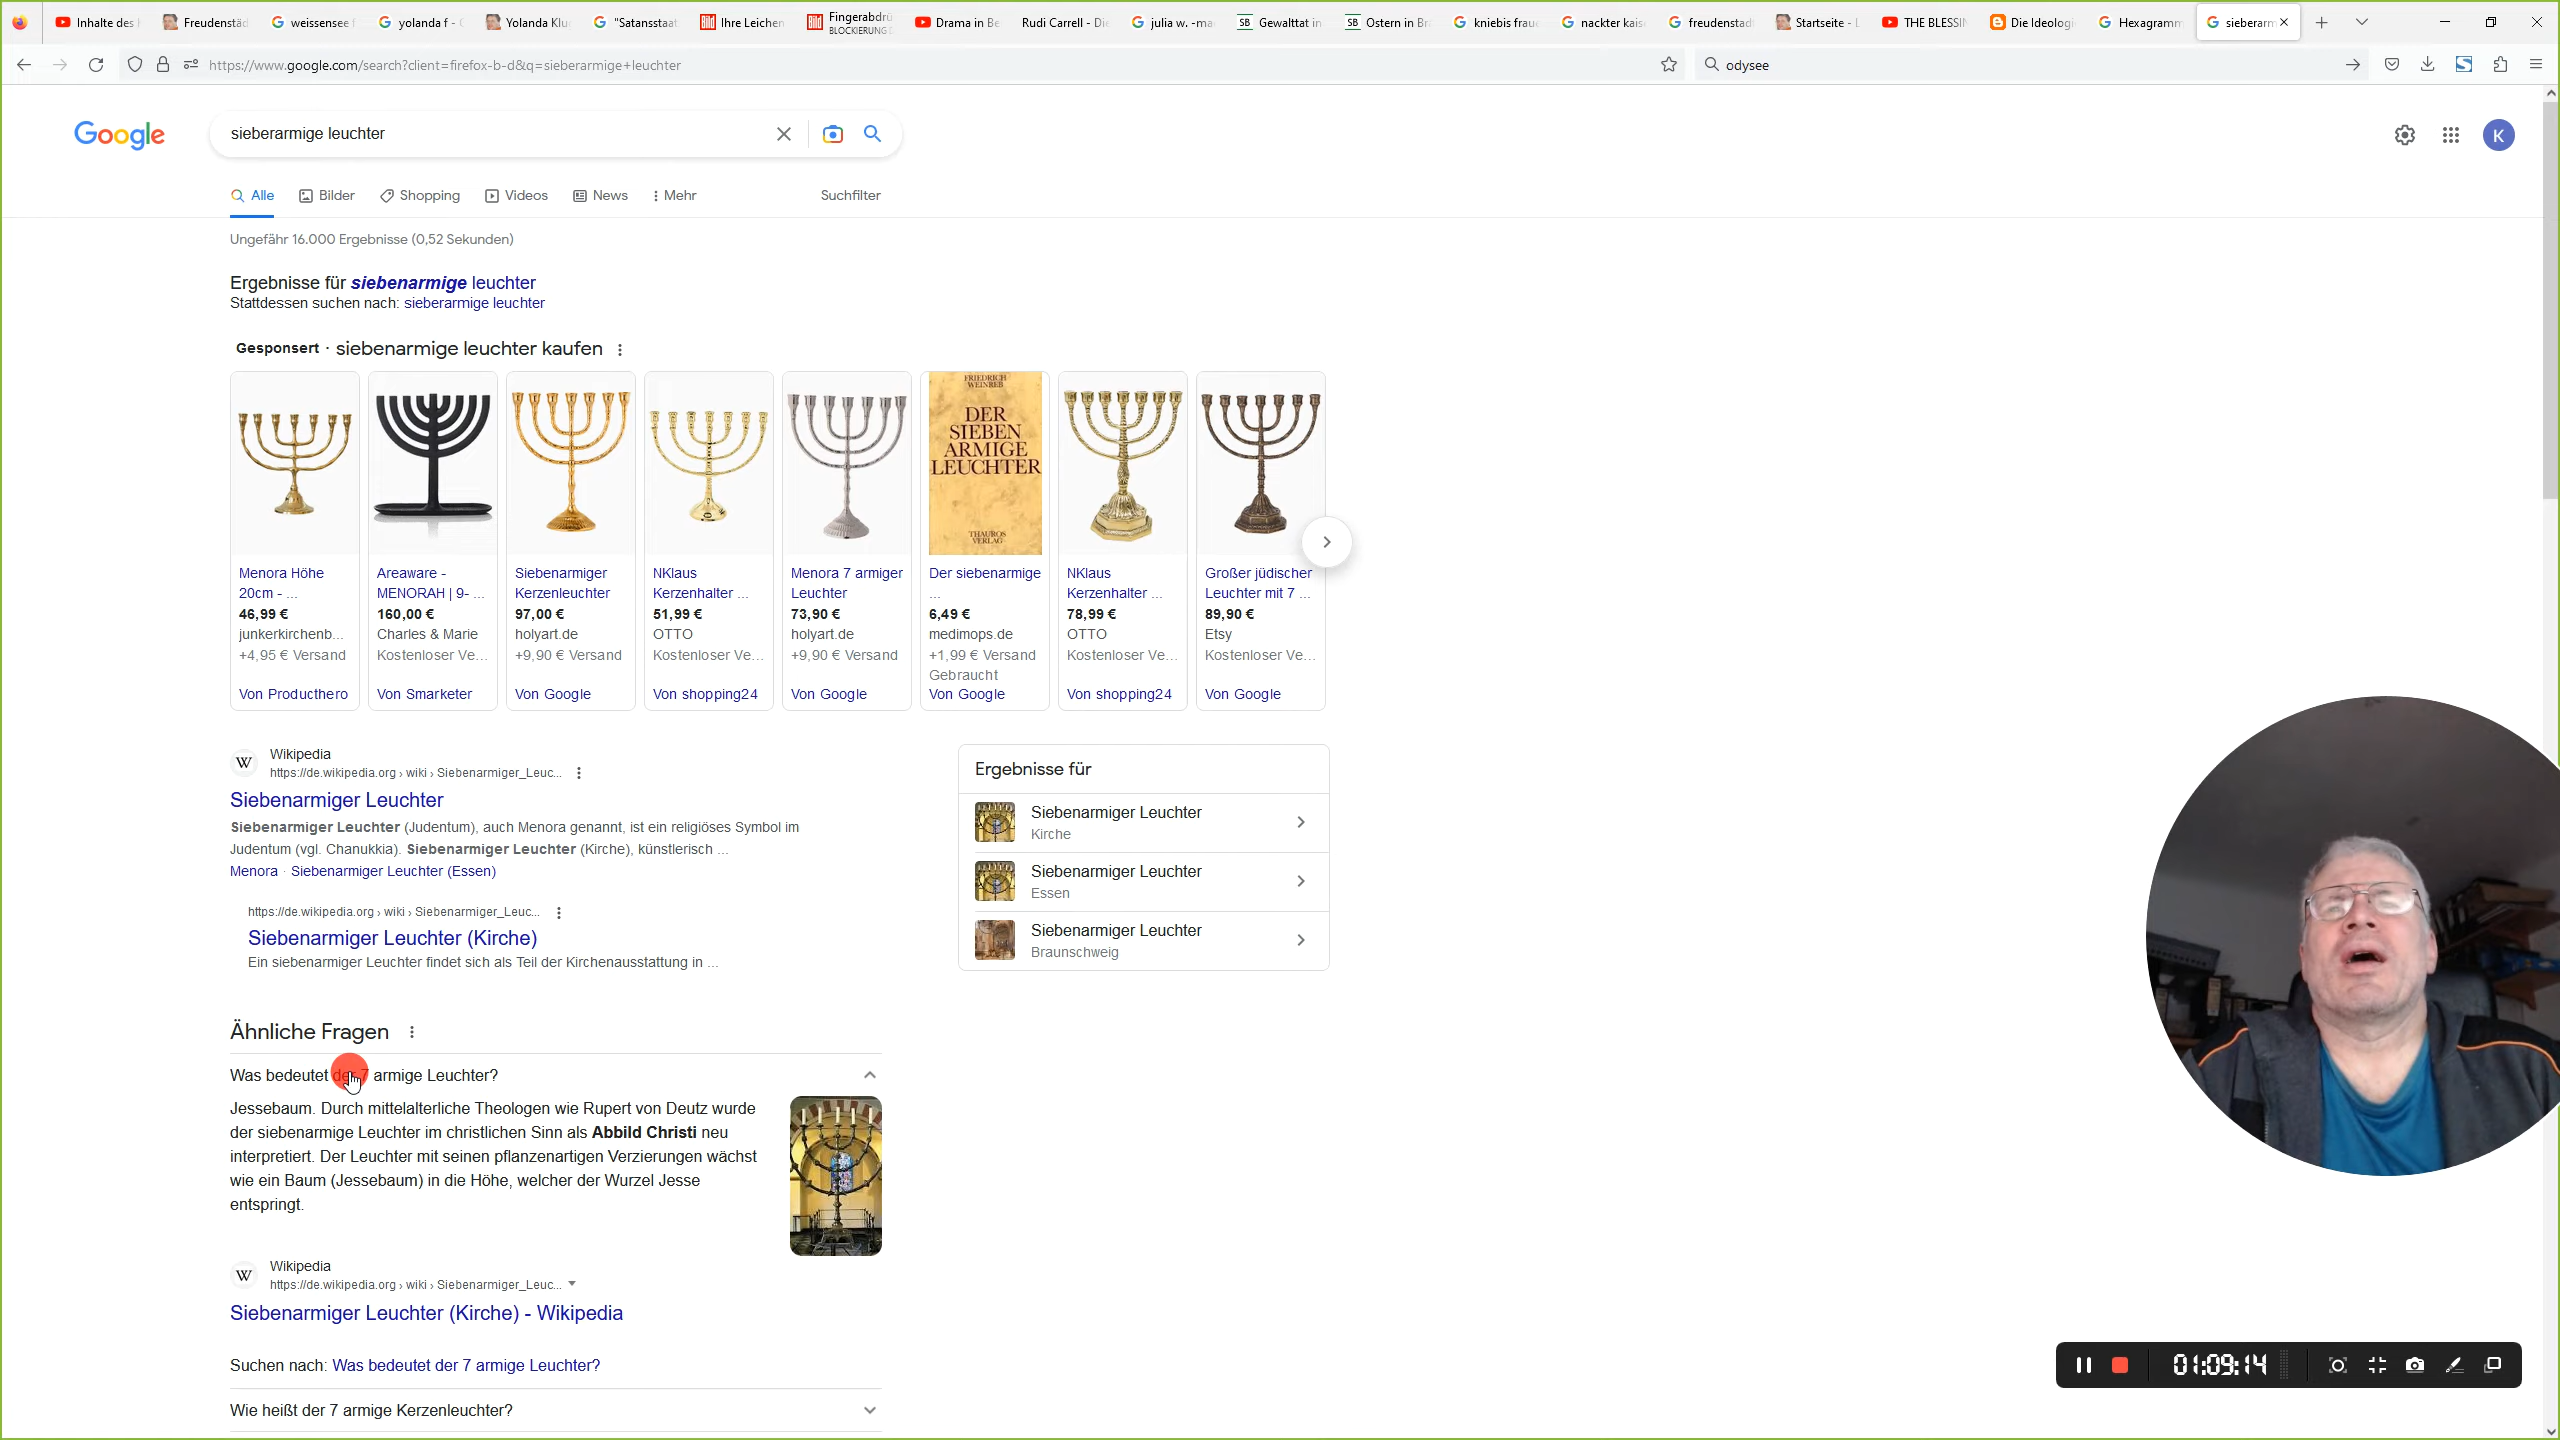 Inhalte des
Freudenstäd
weissensee f
yolanda f -
Yolanda Klu
"Satansstaat
Ihre Leichen
Fingerabdrü
BLOCKIERUNG
Drama in Be
Rudi Carrell - Die
julia w. -ma
Gewalttat in
Ostern in Br
kniebis fraue
nackter kais
freudenstad
Startseite - L
THE BLESSIN
Die Ideologi
Hexagramm
sieberarm
https://www.google.com/search?client=firefox-b-d&q=sieberarmige+leuchter
odysee
Google
sieberarmige leuchter
K
Alle
Bilder
Shopping
Videos
News
Mehr
Suchfilter
Ungefähr 16.000 Ergebnisse (0,52 Sekunden)
Ergebnisse für siebenarmige leuchter
Stattdessen suchen nach: sieberarmige leuchter
Gesponsert · siebenarmige leuchter kaufen
FRIEDRICH
WEINREB
DER
SIEBEN
ARMIGE
LEUCHTER
THAUROS
VERLAG
Menora Höhe
20cm - ...
46,99 €
junkerkirchenb...
+4,95 € Versand
Von Producthero
Areaware -
MENORAH | 9- ...
160,00 €
Charles & Marie
Kostenloser Ve...
Von Smarketer
Siebenarmiger
Kerzenleuchter
97,00 €
holyart.de
+9,90 € Versand
Von Google
NKlaus
Kerzenhalter ...
51,99 €
OTTO
Kostenloser Ve...
Von shopping24
Menora 7 armiger
Leuchter
73,90 €
holyart.de
+9,90 € Versand
Von Google
Der siebenarmige
...
6,49 €
medimops.de
+1,99 € Versand
Gebraucht
Von Google
NKlaus
Kerzenhalter ...
78,99 €
OTTO
Kostenloser Ve...
Von shopping24
Großer jüdischer
Leuchter mit 7 ...
89,90 €
Etsy
Kostenloser Ve...
Von Google
Wikipedia
https://de.wikipedia.org › wiki › Siebenarmiger_Leuc...
Siebenarmiger Leuchter
Siebenarmiger Leuchter (Judentum), auch Menora genannt, ist ein religiöses Symbol im
Judentum (vgl. Chanukkia). Siebenarmiger Leuchter (Kirche), künstlerisch ...
Menora · Siebenarmiger Leuchter (Essen)
https://de.wikipedia.org › wiki › Siebenarmiger_Leuc...
Siebenarmiger Leuchter (Kirche)
Ein siebenarmiger Leuchter findet sich als Teil der Kirchenausstattung in ...
Ergebnisse für
Siebenarmiger Leuchter
Kirche
Siebenarmiger Leuchter
Essen
Siebenarmiger Leuchter
Braunschweig
Ähnliche Fragen
Was bedeutet der 7 armige Leuchter?
Jessebaum. Durch mittelalterliche Theologen wie Rupert von Deutz wurde
der siebenarmige Leuchter im christlichen Sinn als Abbild Christi neu
interpretiert. Der Leuchter mit seinen pflanzenartigen Verzierungen wächst
wie ein Baum (Jessebaum) in die Höhe, welcher der Wurzel Jesse
entspringt.
Wikipedia
https://de.wikipedia.org › wiki › Siebenarmiger_Leuc...
Siebenarmiger Leuchter (Kirche) - Wikipedia
Suchen nach: Was bedeutet der 7 armige Leuchter?
Wie heißt der 7 armige Kerzenleuchter?
01:09:14